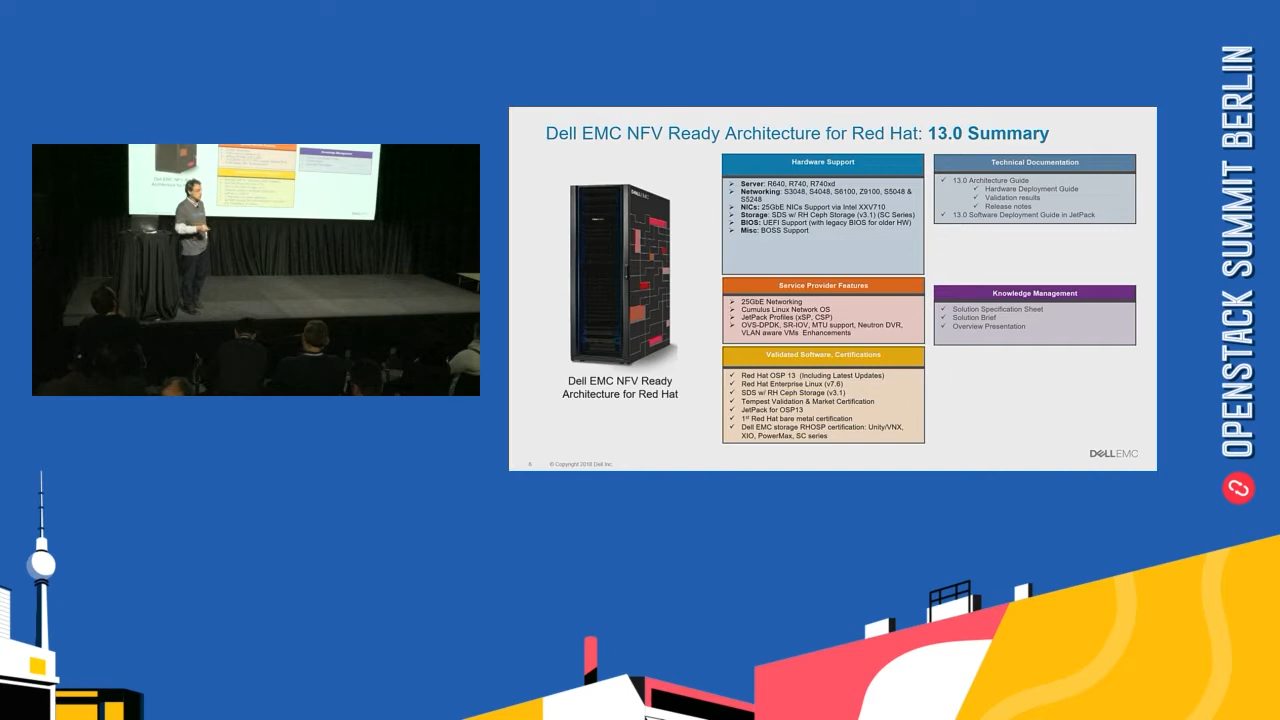 Dell EMC NFV Ready Architecture for Red Hat: 13.0 Summary
Dell EMC NFV Ready
Architecture for Red Hat
Hardware Support
Server: R640, R740, R740xd
Networking: S3048, S4048, S6100, Z9100, S5048 &
S5248
NICs: 25GbE NICs Support via Intel XXV710
Storage: SDS w/ RH Ceph Storage (v3.1) (SC Series)
BIOS: UEFI Support (with legacy BIOS for older HW)
Misc: BOSS Support
Service Provider Features
25GbE Networking
Cumulus Linux Network OS
JetPack Profiles (xSP, CSP)
OVS-DPDK, SR-IOV, MTU support, Neutron DVR,
VLAN aware VMs Enhancements
Validated Software, Certifications
Red Hat OSP 13 (Including Latest Updates)
Red Hat Enterprise Linux (v7.6)
SDS w/ RH Ceph Storage (v3.1)
Tempest Validation & Market Certification
JetPack for OSP13
1st Red Hat bare metal certification
Dell EMC storage RHOSP certification: Unity/VNX,
XIO, PowerMax, SC series
Technical Documentation
13.0 Architecture Guide
Hardware Deployment Guide
Validation results
Release notes
13.0 Software Deployment Guide in JetPack
Knowledge Management
Solution Specification Sheet
Solution Brief
Overview Presentation
6 © Copyright 2018 Dell Inc.
DELLEMC
OPENSTACK SUMMIT BERLIN